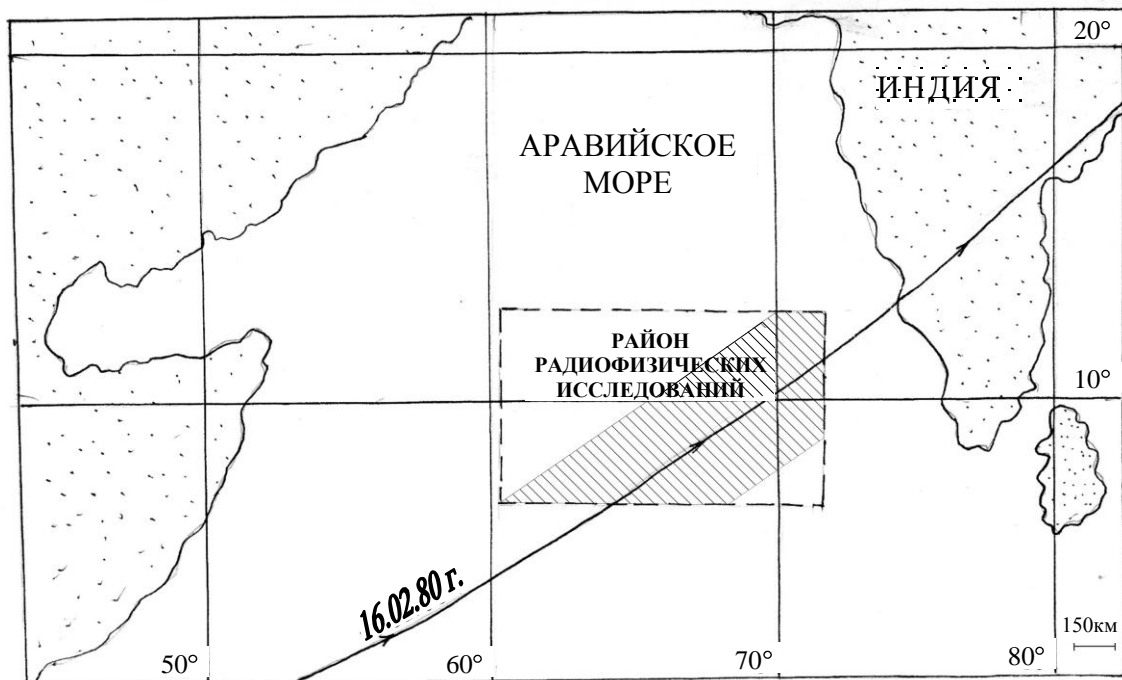 20°
ИНДИЯ
АРАВИЙСКОЕ
МОРЕ
РАЙОН
РАДИОФИЗИЧЕСКИХ
ИССЛЕДОВАНИЙ
10°
16.02.80 г.
150км
50°
60°
70°
80°